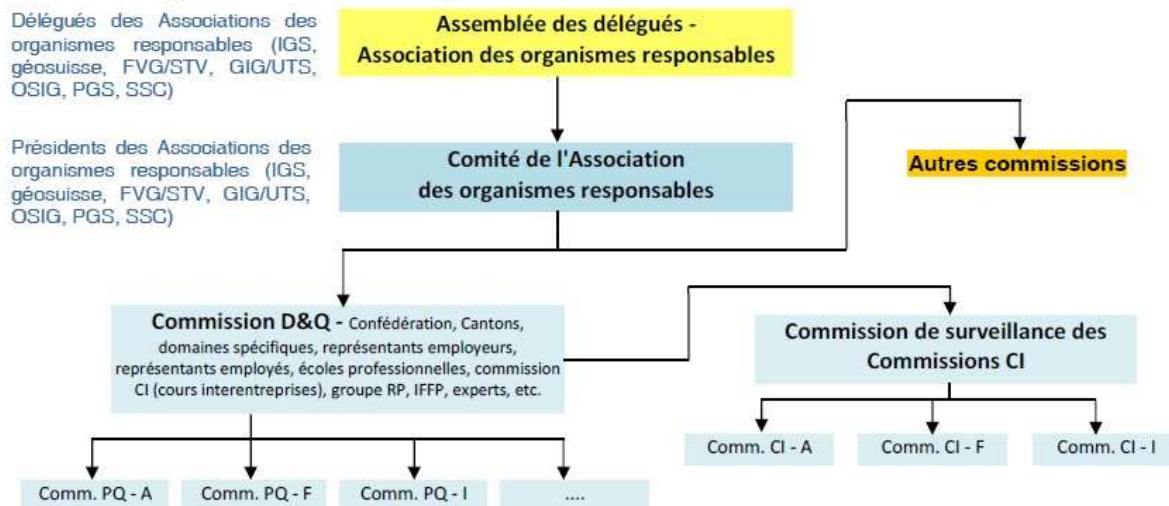 Délégués des Associations des
organismes responsables (IGS,
géosuisse, FVG/STV, GIG/UTS,
OSIG, PGS, SSC)
Assemblée des délégués -
Association des organismes responsables
Présidents des Associations des
organismes responsables (IGS,
géosuisse, FVG/STV, GIG/UTS,
OSIG, PGS, SSC)
Comité de l'Association
des organismes responsables
Autres commissions
Commission D&Q - Confédération, Cantons,
domaines spécifiques, représentants employeurs,
représentants employés, écoles professionnelles, commission
CI (cours interentreprises), groupe RP, IFFP, experts, etc.
Commission de surveillance des
Commissions CI
Comm. CI - A
Comm. CI - F
Comm. CI - I
Comm. PQ - A
Comm. PQ - F
Comm. PQ - I
....